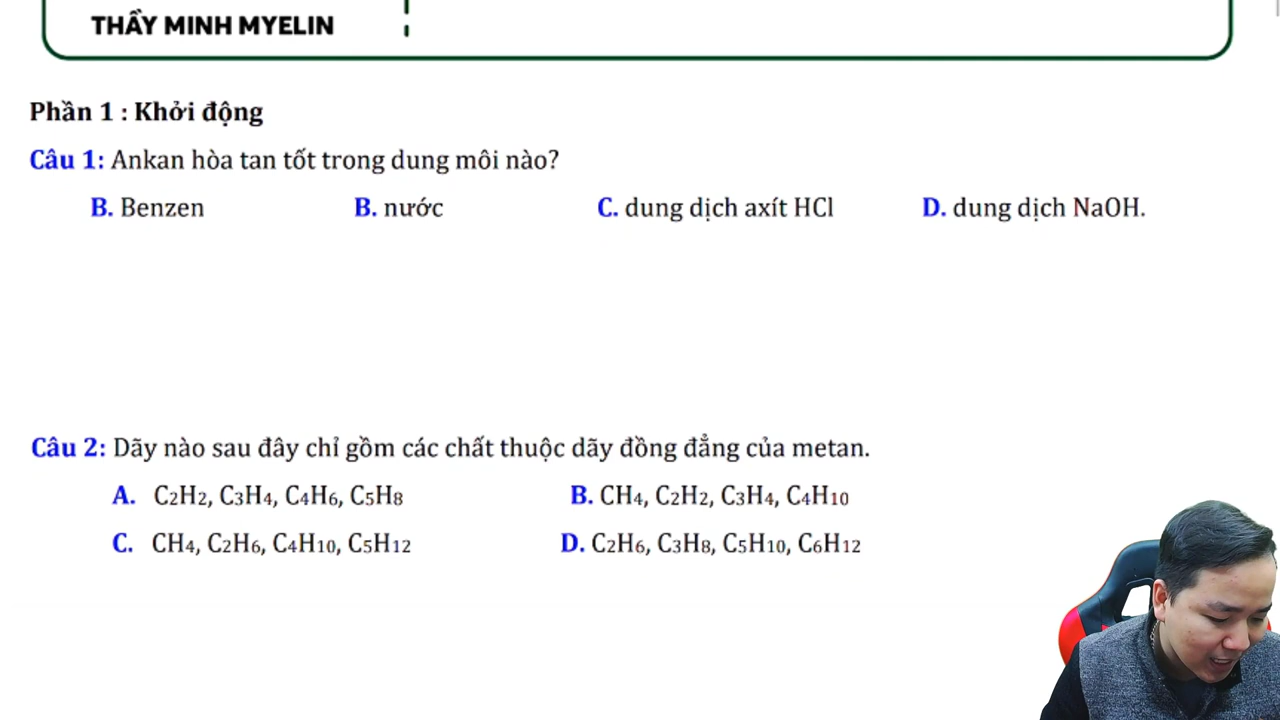 THẦY MINH MYELIN
Phần 1 : Khởi động
Câu 1: Ankan hòa tan tốt trong dung môi nào?
B. Benzen B. nước C. dung dịch axít HCl D. dung dịch NaOH.
Câu 2: Dãy nào sau đây chỉ gồm các chất thuộc dãy đồng đẳng của metan.
A. C2H2, C3H4, C4H6, C5H8 B. CH4, C2H2, C3H4, C4H10
C. CH4, C2H6, C4H10, C5H12 D. C2H6, C3H8, C5H10, C6H12